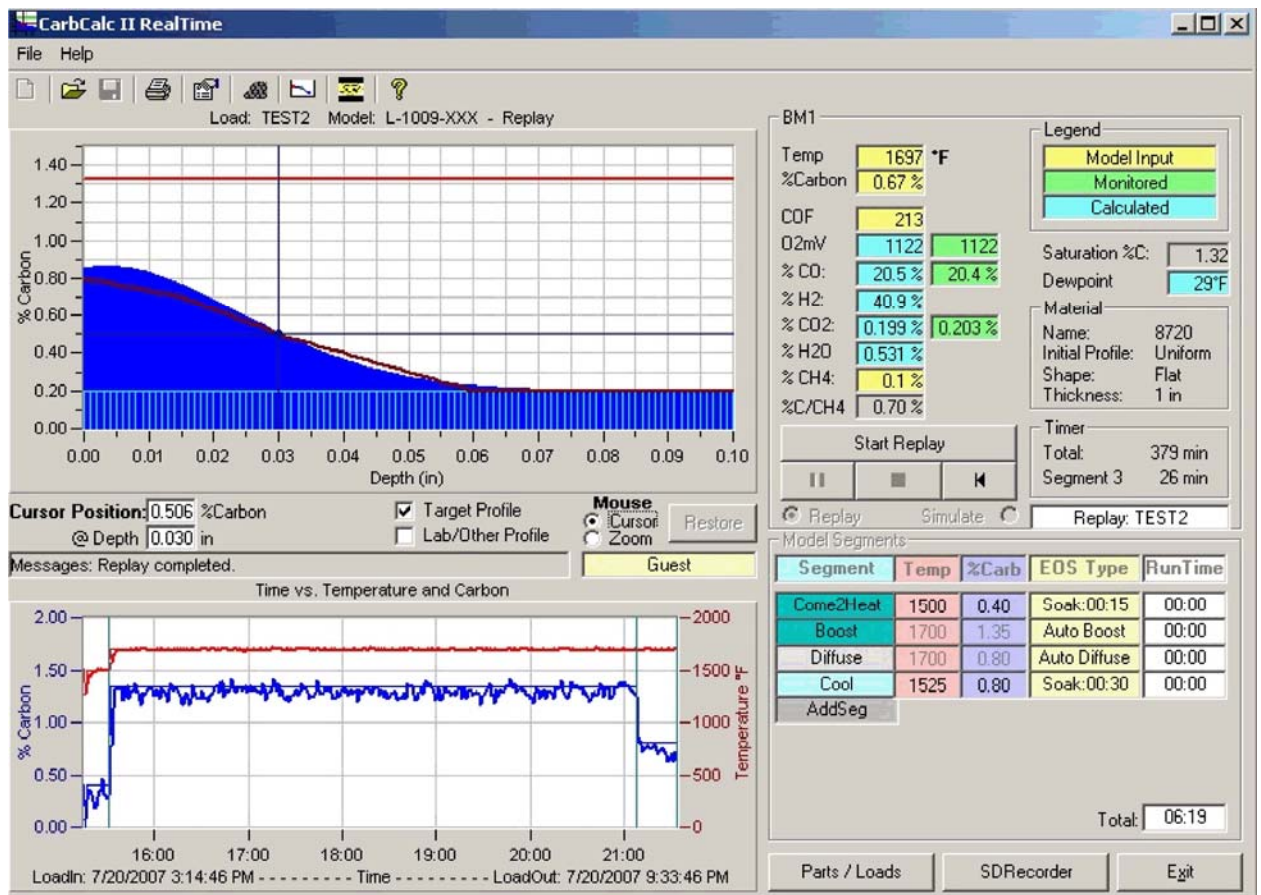 CarbCalc II RealTime
File Help
Load: TEST2 Model: L-1009-XXX - Replay
% Carbon
1.40
1.20
1.00
0.80
0.60
0.40
0.20
0.00
0.00 0.01 0.02 0.03 0.04 0.05 0.06 0.07 0.08 0.09 0.10
Depth (in)
Cursor Position: 0.506 %Carbon
@ Depth 0.030 in
Target Profile
Lab/Other Profile
Mouse
Cursor
Zoom
Restore
Messages: Replay completed.
Guest
Time vs. Temperature and Carbon
% Carbon
2.00
1.50
1.00
0.50
0.00
2000
1500
1000
500
0
Temperature °F
16:00 17:00 18:00 19:00 20:00 21:00
LoadIn: 7/20/2007 3:14:46 PM - - - - - - - - - Time - - - - - - - - - LoadOut: 7/20/2007 9:33:46 PM
BM1
Temp 1697 °F
%Carbon 0.67 %
COF 213
O2mV 1122 1122
% CO: 20.5 % 20.4 %
% H2: 40.9 %
% CO2: 0.199 % 0.203 %
% H2O 0.531 %
% CH4: 0.1 %
%C/CH4 0.70 %
Legend
Model Input
Monitored
Calculated
Saturation %C: 1.32
Dewpoint 29°F
Material
Name: 8720
Initial Profile: Uniform
Shape: Flat
Thickness: 1 in
Start Replay
Replay Simulate
Timer
Total: 379 min
Segment 3 26 min
Replay: TEST2
Model Segments
Segment Temp %Carb EOS Type RunTime
Come2Heat 1500 0.40 Soak:00:15 00:00
Boost 1700 1.35 Auto Boost 00:00
Diffuse 1700 0.80 Auto Diffuse 00:00
Cool 1525 0.80 Soak:00:30 00:00
AddSeg
Total: 06:19
Parts / Loads SDRecorder Exit